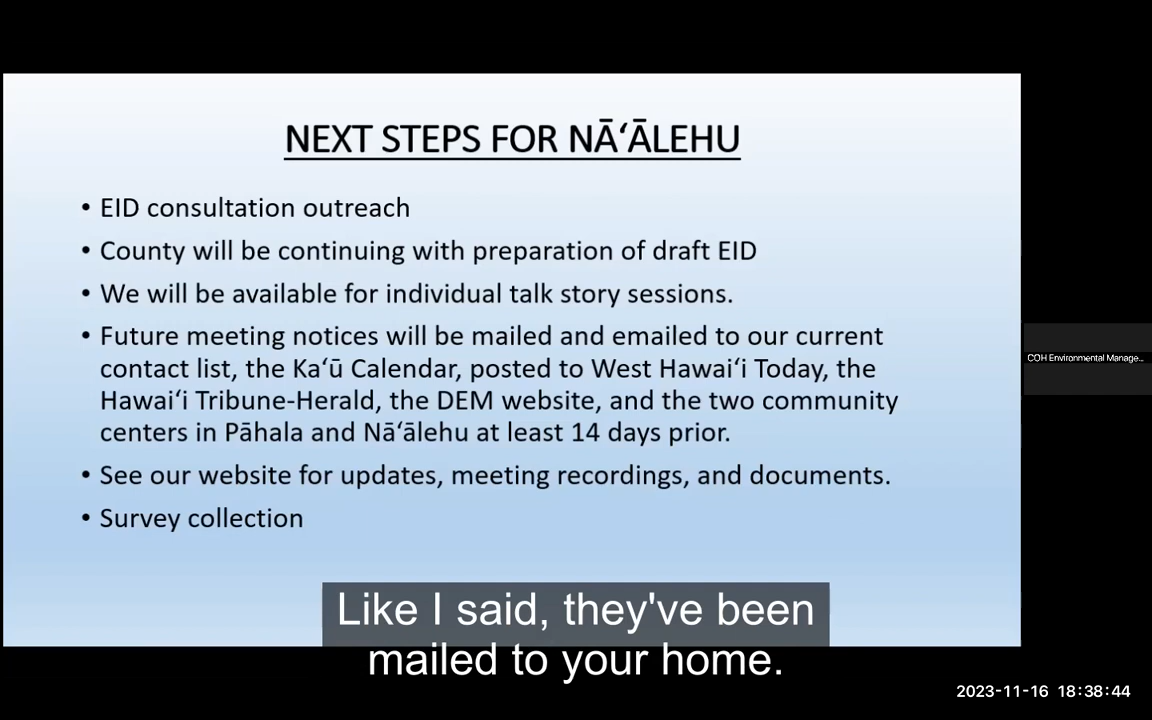 NEXT STEPS FOR NĀʻĀLEHU
• EID consultation outreach
• County will be continuing with preparation of draft EID
• We will be available for individual talk story sessions.
• Future meeting notices will be mailed and emailed to our current
contact list, the Kaʻū Calendar, posted to West Hawaiʻi Today, the
Hawaiʻi Tribune-Herald, the DEM website, and the two community
centers in Pāhala and Nāʻālehu at least 14 days prior.
• See our website for updates, meeting recordings, and documents.
• Survey collection
COH Environmental Manage...
Like I said, they've been
mailed to your home.
2023-11-16 18:38:44